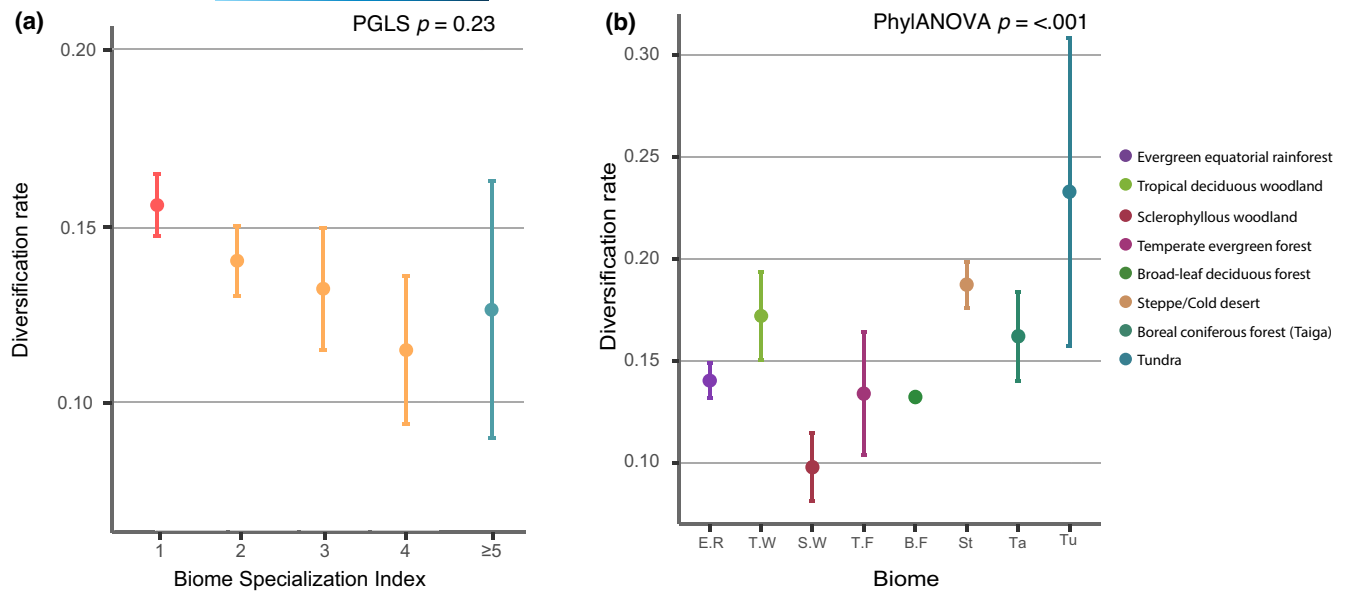 (a)
PGLS p = 0.23
0.20
0.15
0.10
Diversification rate
1 2 3 4 ≥5
Biome Specialization Index
(b)
PhylANOVA p = <.001
0.30
0.25
0.20
0.15
0.10
Diversification rate
E.R T.W S.W T.F B.F St Ta Tu
Biome
Evergreen equatorial rainforest
Tropical deciduous woodland
Sclerophyllous woodland
Temperate evergreen forest
Broad-leaf deciduous forest
Steppe/Cold desert
Boreal coniferous forest (Taiga)
Tundra